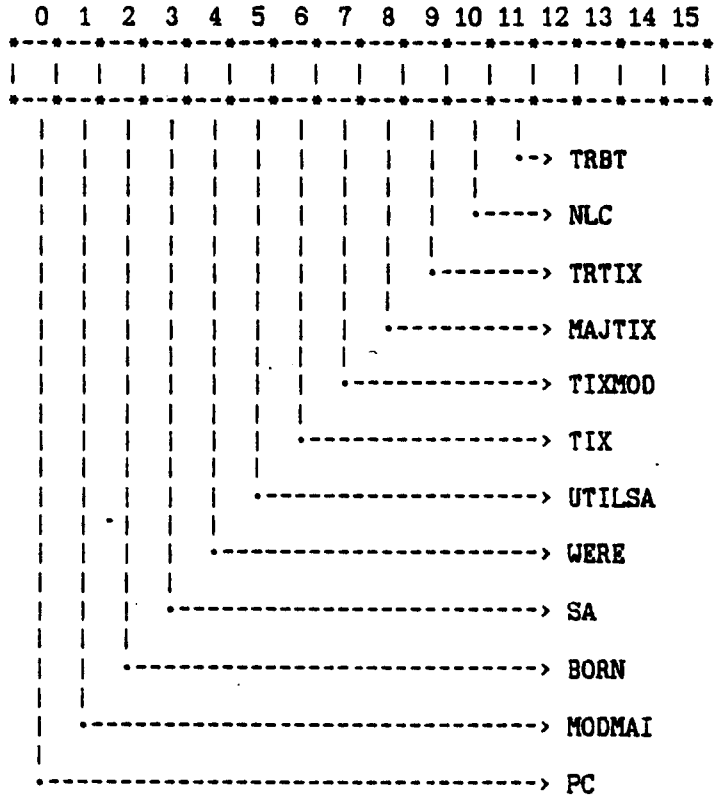 0 1 2 3 4 5 6 7 8 9 10 11 12 13 14 15
TRBT
NLC
TRTIX
MAJTIX
TIXMOD
TIX
UTILSA
WERE
SA
BORN
MODMAI
PC